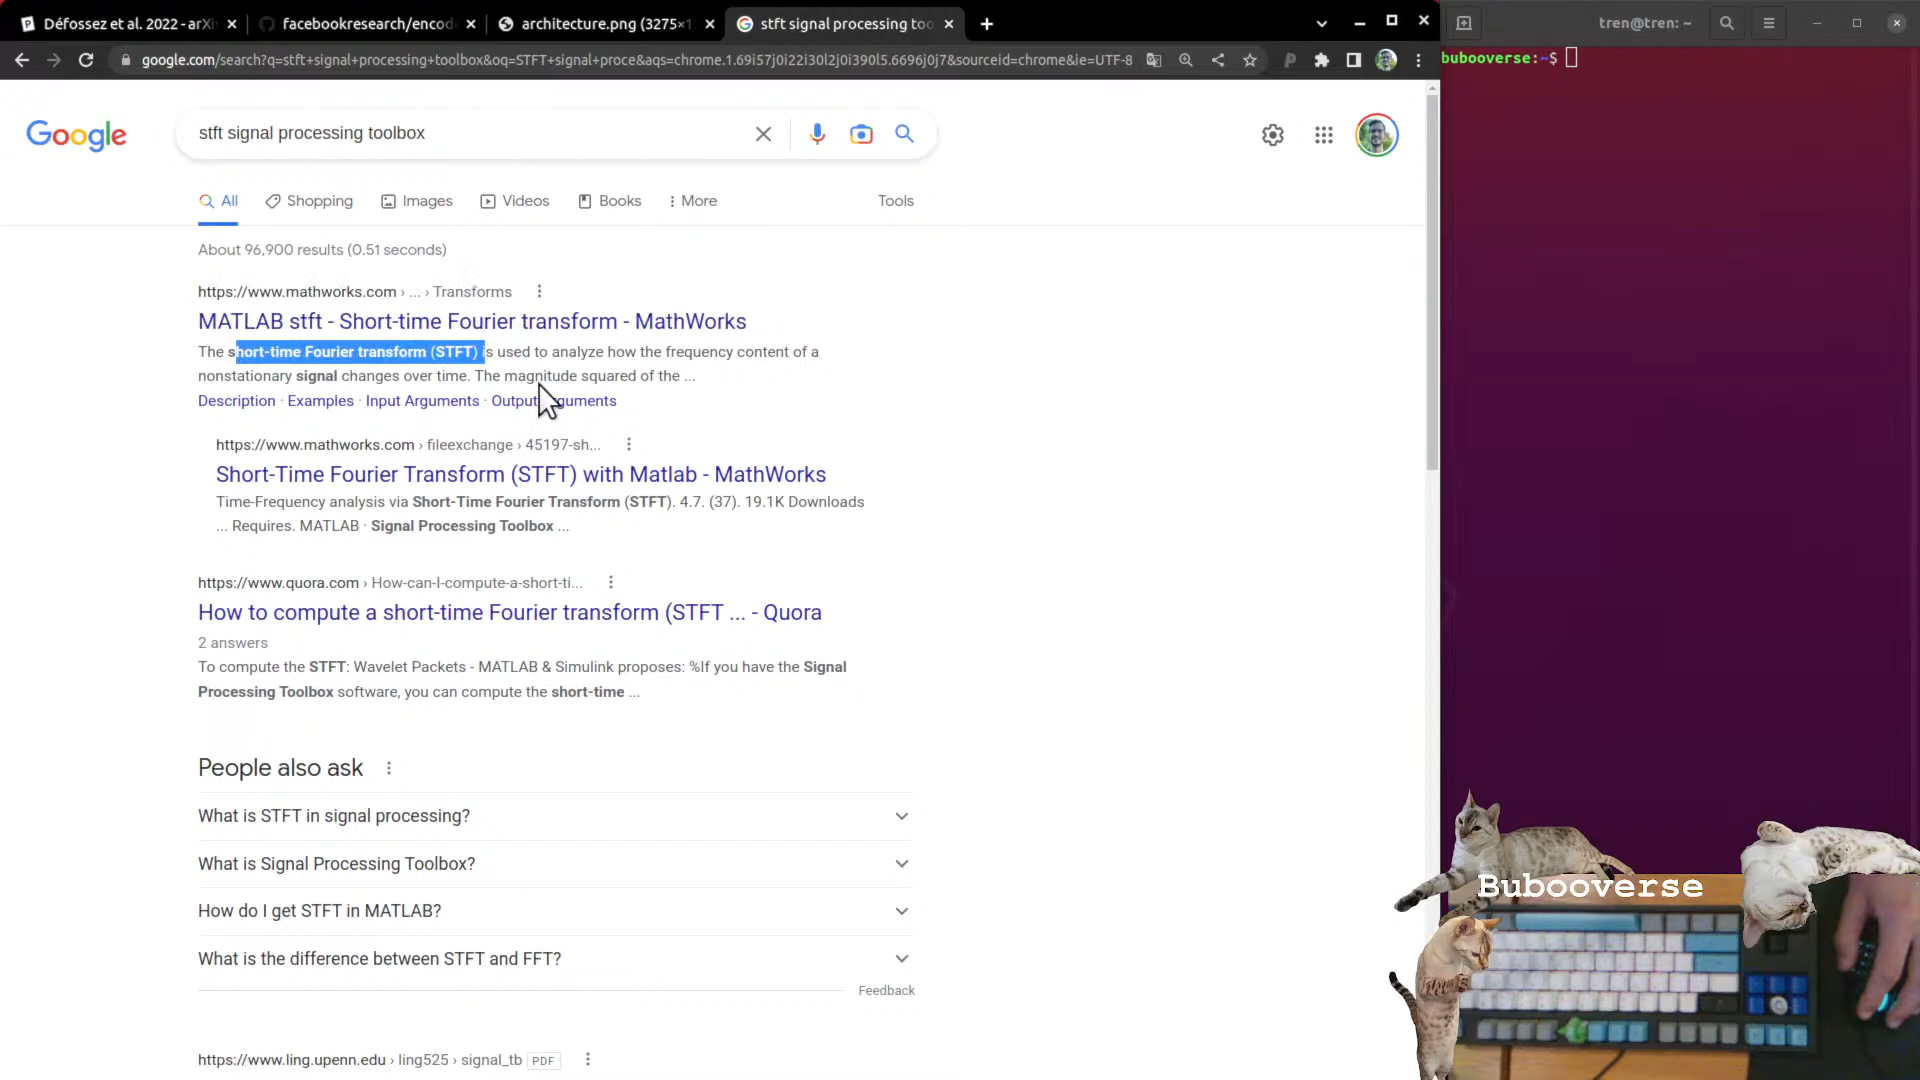 Défossez et al. 2022 - arXi
facebookresearch/encod
architecture.png (3275×1
stft signal processing too
tren@tren: ~
google.com/search?q=stft+signal+processing+toolbox&oq=STFT+signal+proce&aqs=chrome.1.69i57j0i22i30l2j0i390l5.6696j0j7&sourceid=chrome&ie=UTF-8
bubooverse:~$
Google
stft signal processing toolbox
All
Shopping
Images
Videos
Books
More
Tools
About 96,900 results (0.51 seconds)
https://www.mathworks.com › ... › Transforms
MATLAB stft - Short-time Fourier transform - MathWorks
The short-time Fourier transform (STFT) is used to analyze how the frequency content of a
nonstationary signal changes over time. The magnitude squared of the ...
Description · Examples · Input Arguments · Output Arguments
https://www.mathworks.com › fileexchange › 45197-sh...
Short-Time Fourier Transform (STFT) with Matlab - MathWorks
Time-Frequency analysis via Short-Time Fourier Transform (STFT). 4.7. (37). 19.1K Downloads
... Requires. MATLAB · Signal Processing Toolbox ...
https://www.quora.com › How-can-I-compute-a-short-ti...
How to compute a short-time Fourier transform (STFT ... - Quora
2 answers
To compute the STFT: Wavelet Packets - MATLAB & Simulink proposes: %If you have the Signal
Processing Toolbox software, you can compute the short-time ...
People also ask
What is STFT in signal processing?
What is Signal Processing Toolbox?
How do I get STFT in MATLAB?
What is the difference between STFT and FFT?
Feedback
https://www.ling.upenn.edu › ling525 › signal_tb PDF
Bubooverse